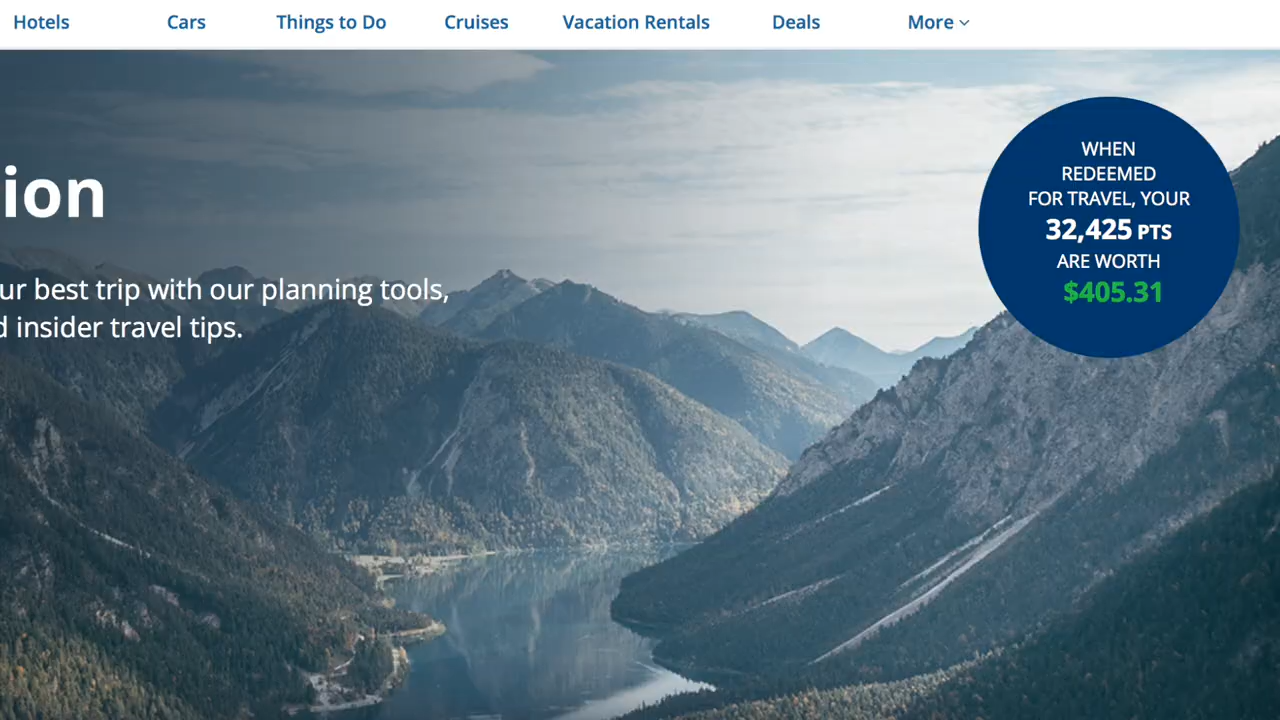 Hotels Cars Things to Do Cruises Vacation Rentals Deals More
ion
ur best trip with our planning tools,
d insider travel tips.
WHEN
REDEEMED
FOR TRAVEL, YOUR
32,425 PTS
ARE WORTH
$405.31